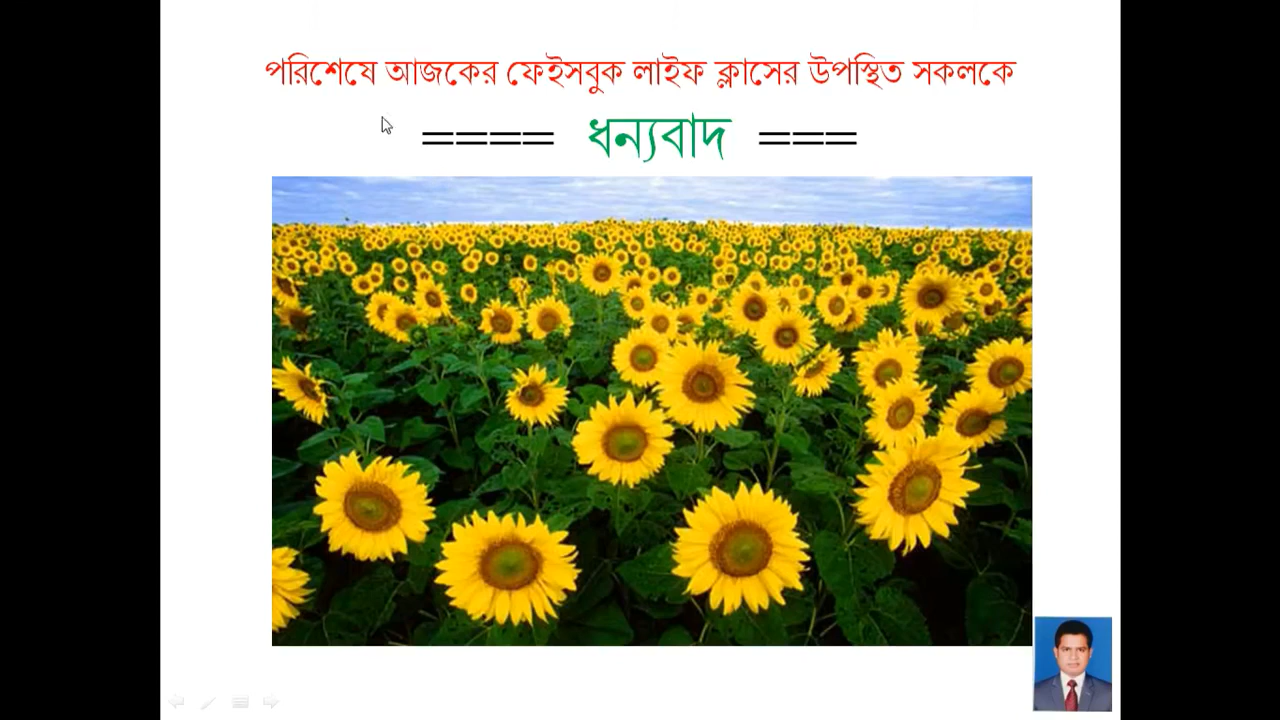 পরিশেষে আজকের ফেইসবুক লাইফ ক্লাসের উপস্থিত সকলকে
==== ধন্যবাদ ===